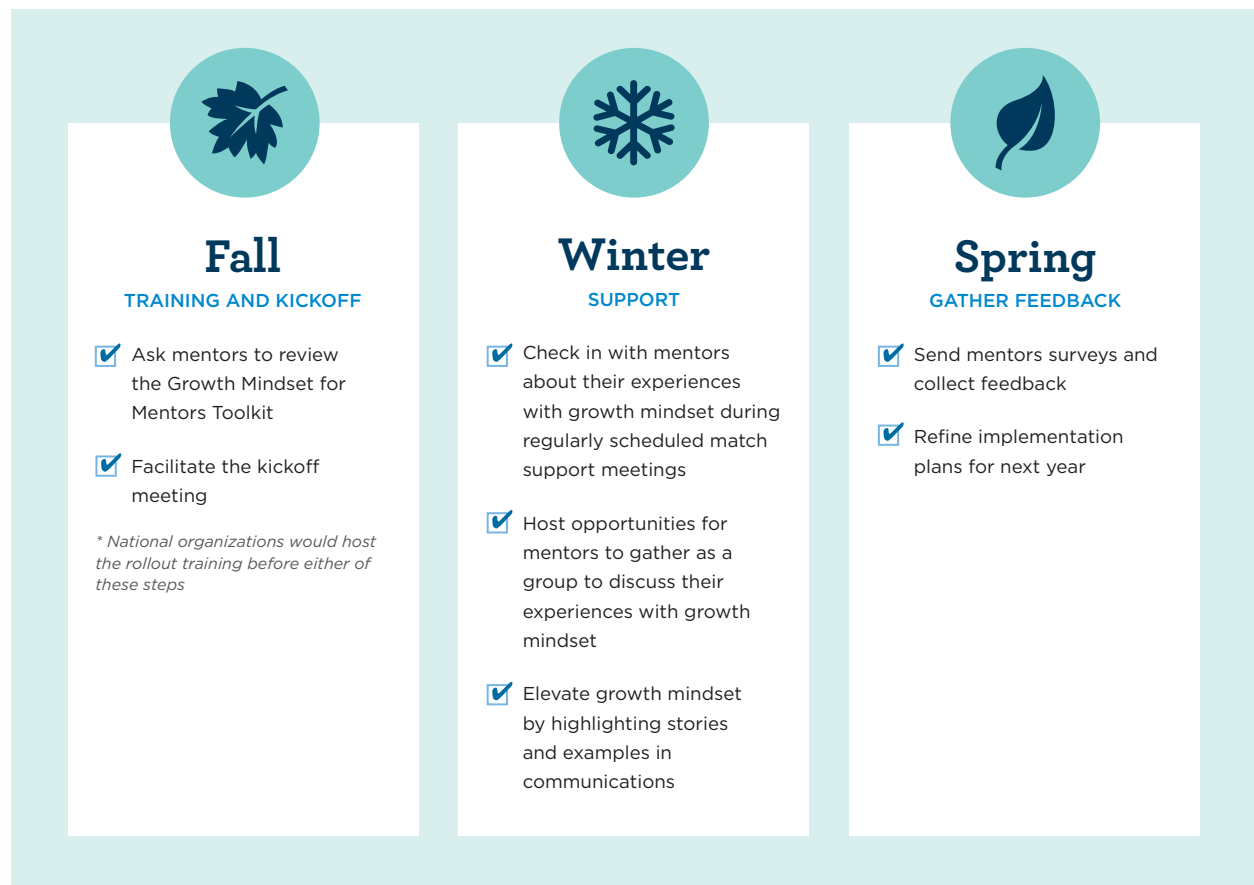 Fall
TRAINING AND KICKOFF
Ask mentors to review
the Growth Mindset for
Mentors Toolkit
Facilitate the kickoff
meeting
* National organizations would host
the rollout training before either of
these steps
Winter
SUPPORT
Check in with mentors
about their experiences
with growth mindset during
regularly scheduled match
support meetings
Host opportunities for
mentors to gather as a
group to discuss their
experiences with growth
mindset
Elevate growth mindset
by highlighting stories
and examples in
communications
Spring
GATHER FEEDBACK
Send mentors surveys and
collect feedback
Refine implementation
plans for next year